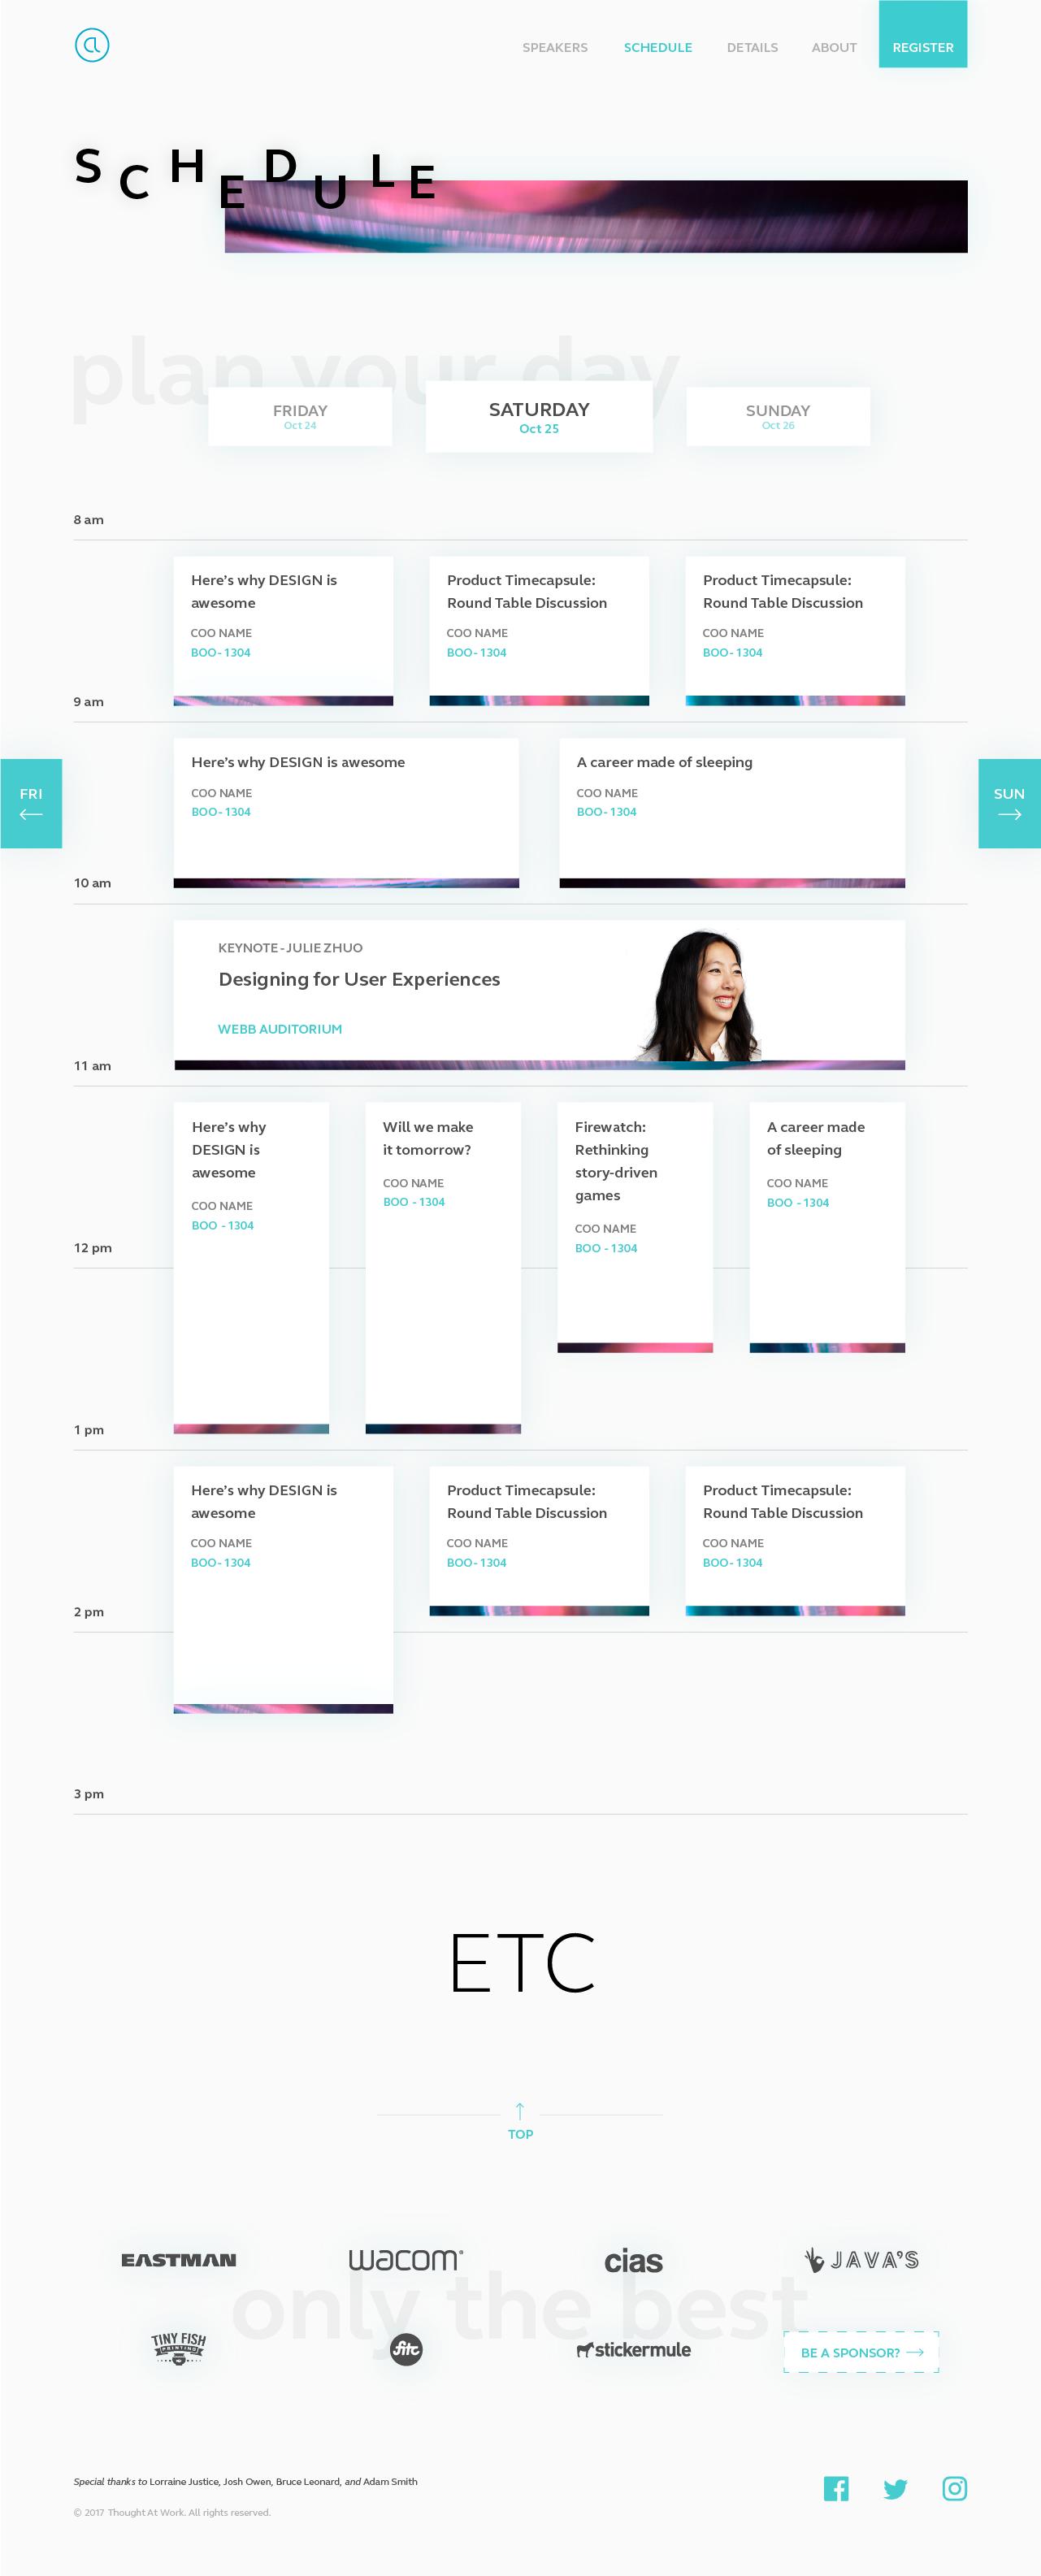 a
SPEAKERS
SCHEDULE
DETAILS
ABOUT
REGISTER
SCHEDULE
plan your day
FRIDAY
Oct 24
SATURDAY
Oct 25
SUNDAY
Oct 26
8 am
Here's why DESIGN is
awesome
COO NAME
BOO- 1304
Product Timecapsule:
Round Table Discussion
COO NAME
BOO- 1304
Product Timecapsule:
Round Table Discussion
COO NAME
BOO- 1304
9 am
Here's why DESIGN is awesome
COO NAME
BOO- 1304
A career made of sleeping
COO NAME
BOO- 1304
FRI
SUN
10 am
KEYNOTE - JULIE ZHUO
Designing for User Experiences
WEBB AUDITORIUM
11 am
Here's why
DESIGN is
awesome
COO NAME
BOO - 1304
Will we make
it tomorrow?
COO NAME
BOO - 1304
Firewatch:
Rethinking
story-driven
games
COO NAME
BOO - 1304
A career made
of sleeping
COO NAME
BOO - 1304
12 pm
1 pm
Here's why DESIGN is
awesome
COO NAME
BOO- 1304
Product Timecapsule:
Round Table Discussion
COO NAME
BOO- 1304
Product Timecapsule:
Round Table Discussion
COO NAME
BOO- 1304
2 pm
3 pm
ETC
TOP
EASTMAN
wacom®
cias
JAVA'S
only the best
TINY FISH
PRINTING
fitc
stickermule
BE A SPONSOR?
Special thanks to Lorraine Justice, Josh Owen, Bruce Leonard, and Adam Smith
© 2017 Thought At Work. All rights reserved.